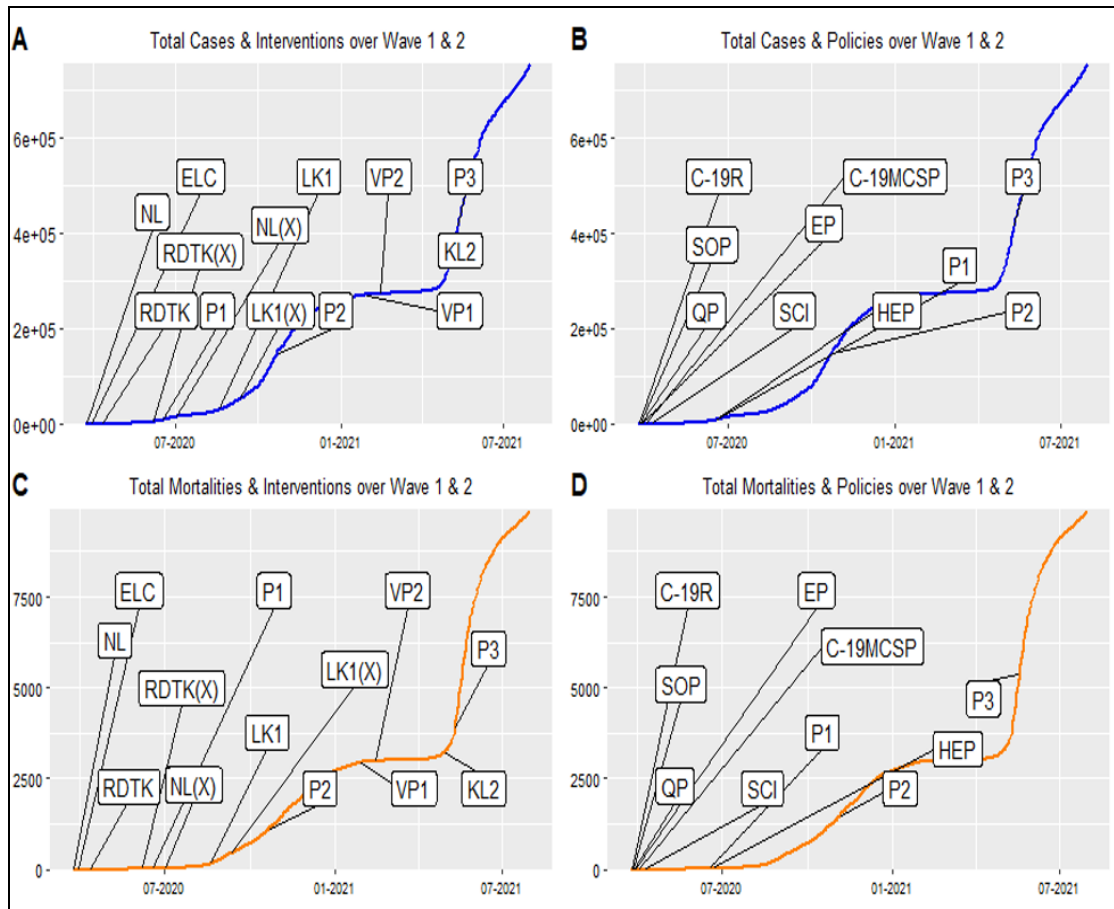 A
Total Cases & Interventions over Wave 1 & 2
6e+05
4e+05
2e+05
0e+00
ELC
LK1
VP2
P3
NL
NL(X)
RDTK(X)
KL2
RDTK
P1
LK1(X)
P2
VP1
07-2020
01-2021
07-2021
B
Total Cases & Policies over Wave 1 & 2
6e+05
4e+05
2e+05
0e+00
C-19R
C-19MCSP
P3
EP
SOP
P1
QP
SCI
HEP
P2
07-2020
01-2021
07-2021
C
Total Mortalities & Interventions over Wave 1 & 2
7500
5000
2500
0
ELC
P1
VP2
NL
P3
LK1(X)
RDTK(X)
LK1
RDTK
NL(X)
P2
VP1
KL2
07-2020
01-2021
07-2021
D
Total Mortalities & Policies over Wave 1 & 2
7500
5000
2500
0
C-19R
EP
C-19MCSP
SOP
P3
P1
HEP
QP
SCI
P2
07-2020
01-2021
07-2021